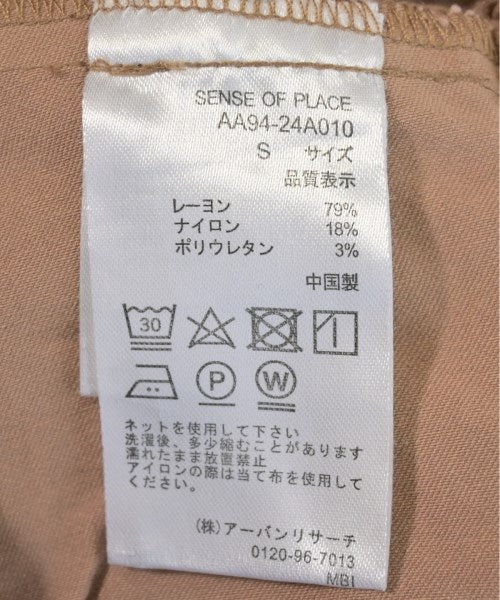 SENSE OF PLACE
AA94-24A010
S サイズ
品質表示
レーヨン 79%
ナイロン 18%
ポリウレタン 3%
中国製
30
P W
ネットを使用して下さい
洗濯後、多少縮むことがあります
濡れたまま放置禁止
アイロンの際は当て布を使用して
ください。
(株)アーバンリサーチ
0120-96-7013
MBI